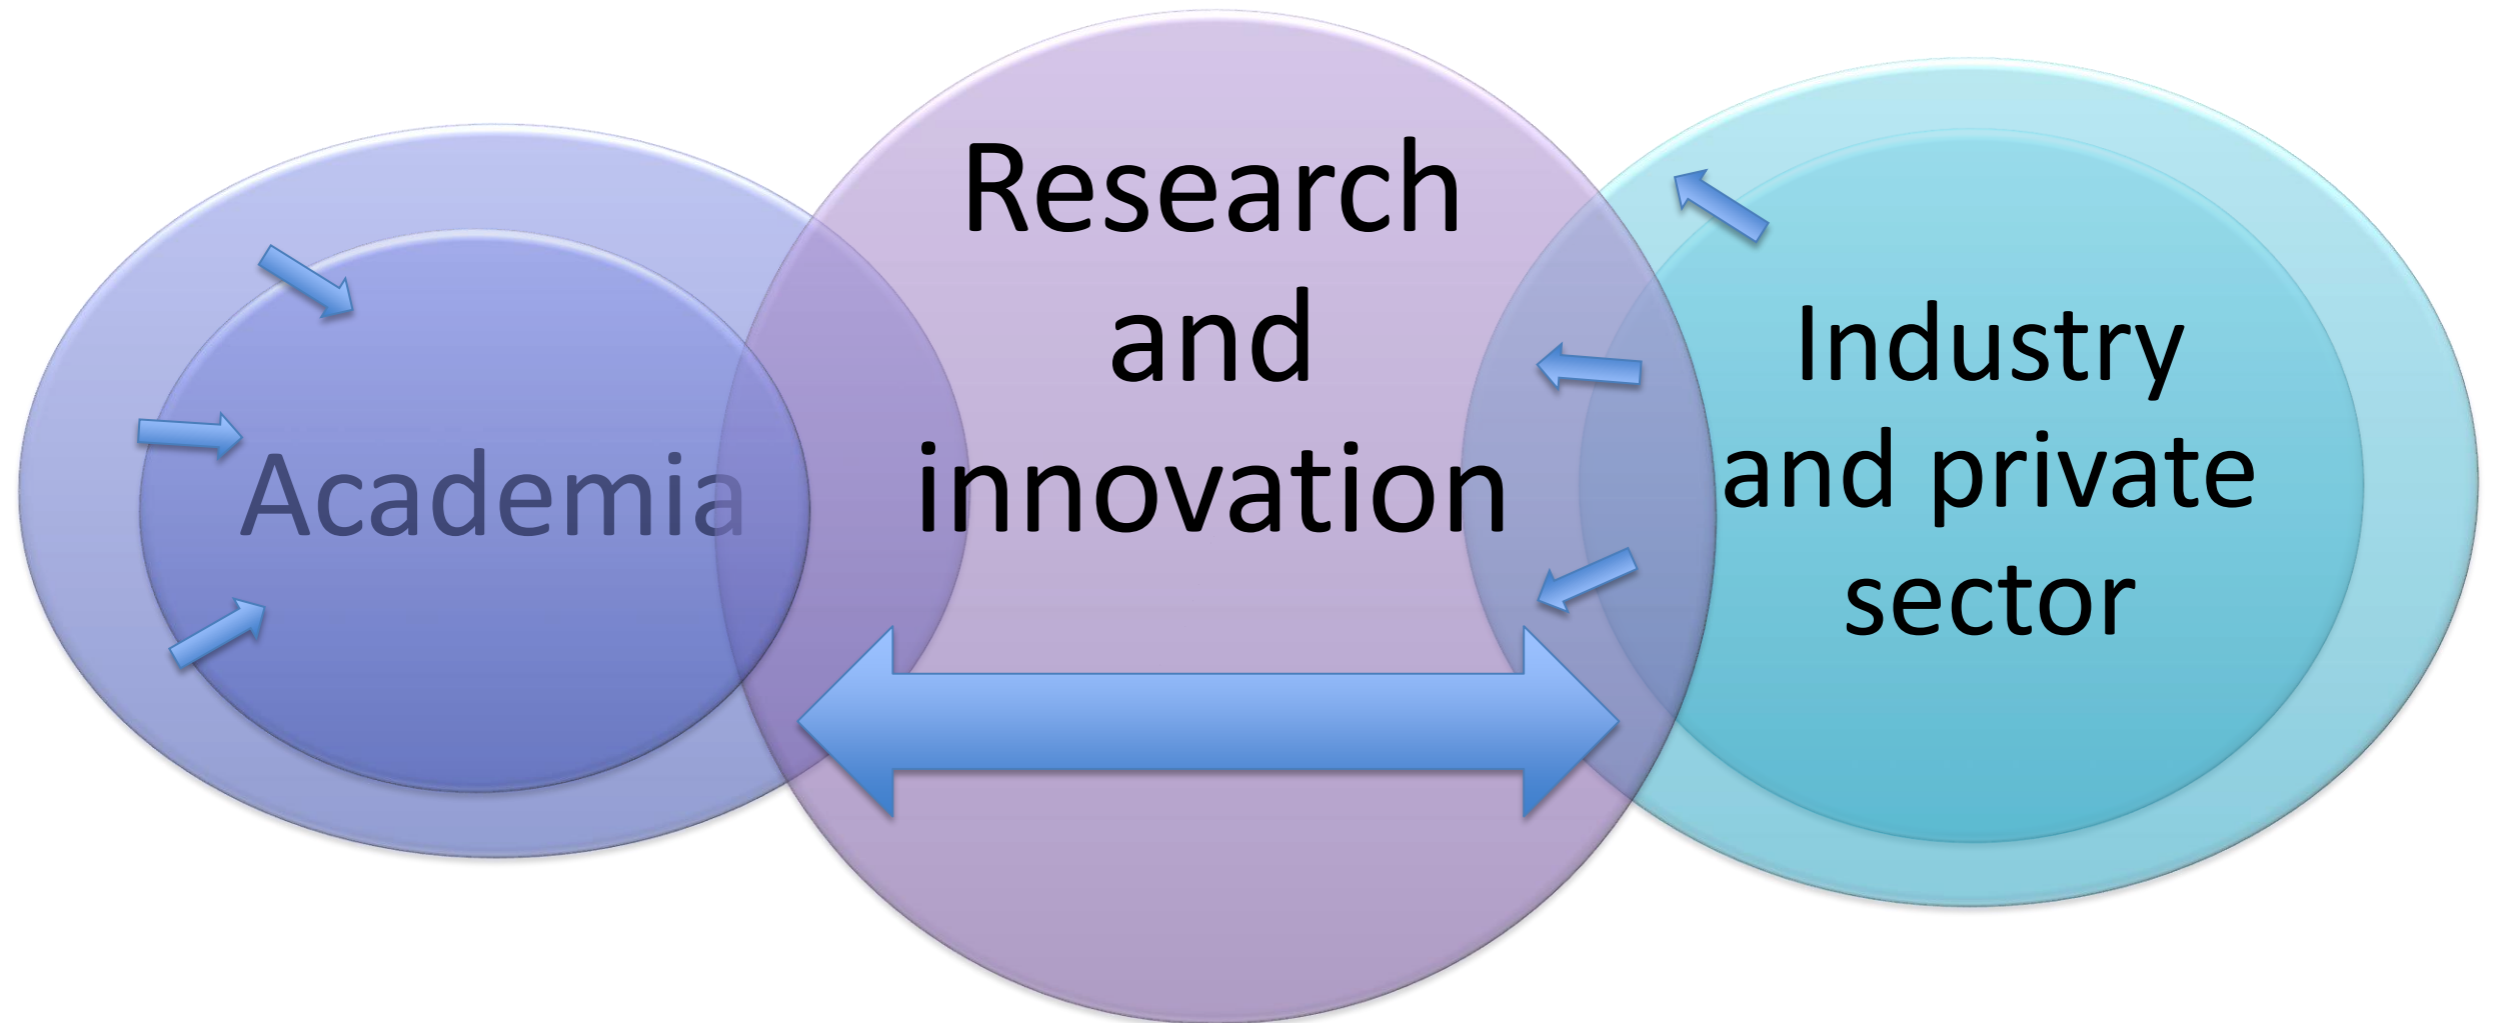 Academia
Research
and
innovation
Industry
and private
sector